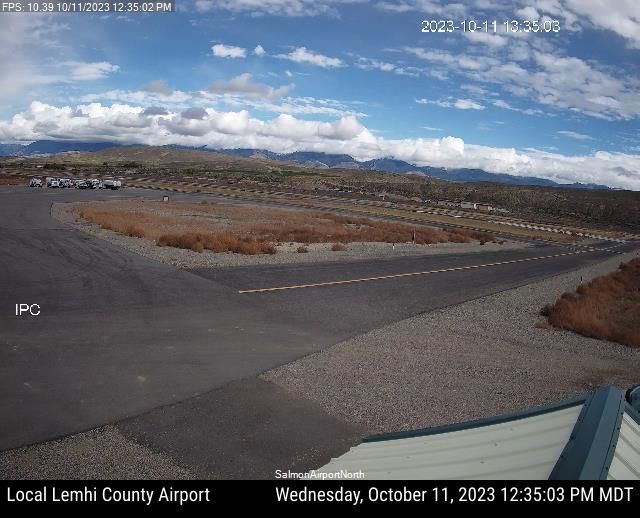 FPS: 10.39 10/11/2023 12:35:02 PM
2023-10-11 13:35:03
IPC
SalmonAirportNorth
Local Lemhi County Airport Wednesday, October 11, 2023 12:35:03 PM MDT